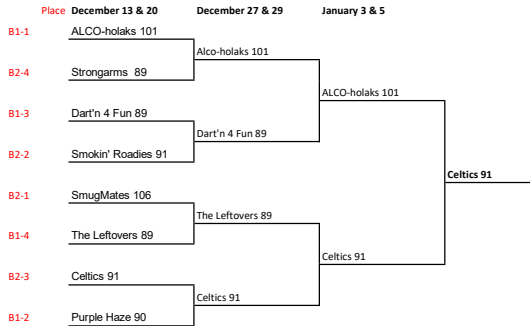 Place December 13 & 20 December 27 & 29 January 3 & 5
B1-1 ALCO-holaks 101
Alco-holaks 101
B2-4 Strongarms 89
ALCO-holaks 101
B1-3 Dart'n 4 Fun 89
Dart'n 4 Fun 89
B2-2 Smokin' Roadies 91
Celtics 91
B2-1 SmugMates 106
The Leftovers 89
B1-4 The Leftovers 89
Celtics 91
B2-3 Celtics 91
Celtics 91
B1-2 Purple Haze 90